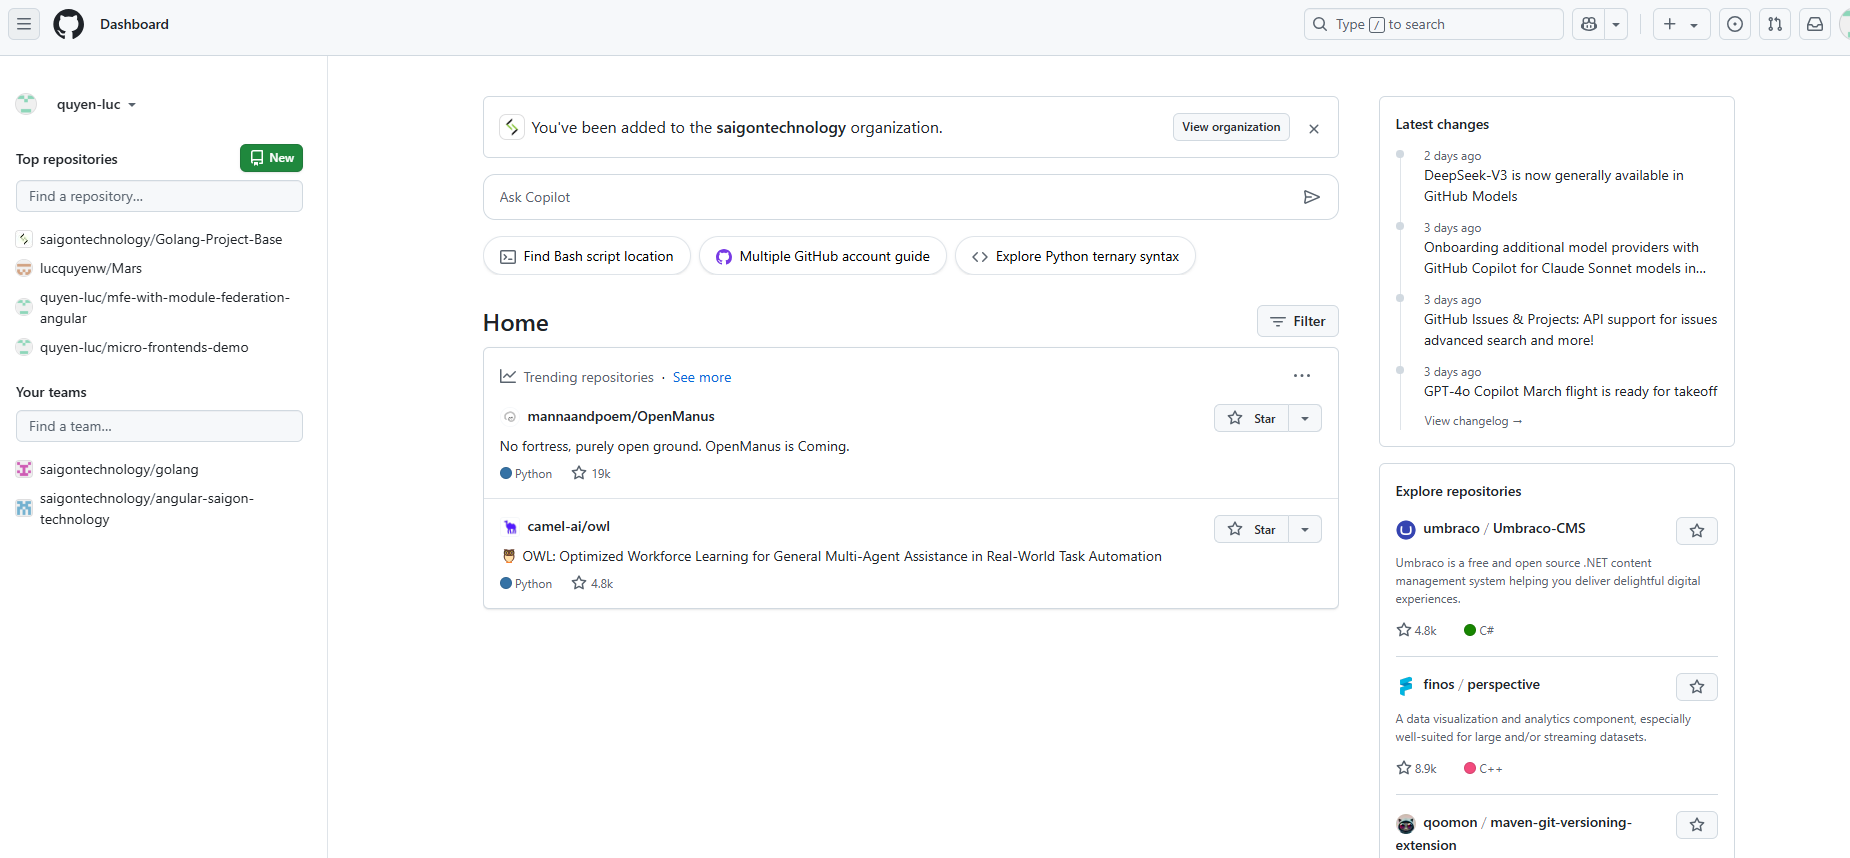 Dashboard
Type / to search
quyen-luc
Top repositories
New
Find a repository...
saigontechnology/Golang-Project-Base
lucquyenw/Mars
quyen-luc/mfe-with-module-federation-
angular
quyen-luc/micro-frontends-demo
Your teams
Find a team...
saigontechnology/golang
saigontechnology/angular-saigon-
technology
You've been added to the saigontechnology organization.
View organization
Ask Copilot
Find Bash script location
Multiple GitHub account guide
Explore Python ternary syntax
Home
Filter
Trending repositories · See more
mannaandpoem/OpenManus
Star
No fortress, purely open ground. OpenManus is Coming.
Python 19k
camel-ai/owl
Star
🦉 OWL: Optimized Workforce Learning for General Multi-Agent Assistance in Real-World Task Automation
Python 4.8k
Latest changes
2 days ago
DeepSeek-V3 is now generally available in
GitHub Models
3 days ago
Onboarding additional model providers with
GitHub Copilot for Claude Sonnet models in...
3 days ago
GitHub Issues & Projects: API support for issues
advanced search and more!
3 days ago
GPT-4o Copilot March flight is ready for takeoff
View changelog →
Explore repositories
umbraco / Umbraco-CMS
Umbraco is a free and open source .NET content
management system helping you deliver delightful digital
experiences.
4.8k C#
finos / perspective
A data visualization and analytics component, especially
well-suited for large and/or streaming datasets.
8.9k C++
qoomon / maven-git-versioning-
extension